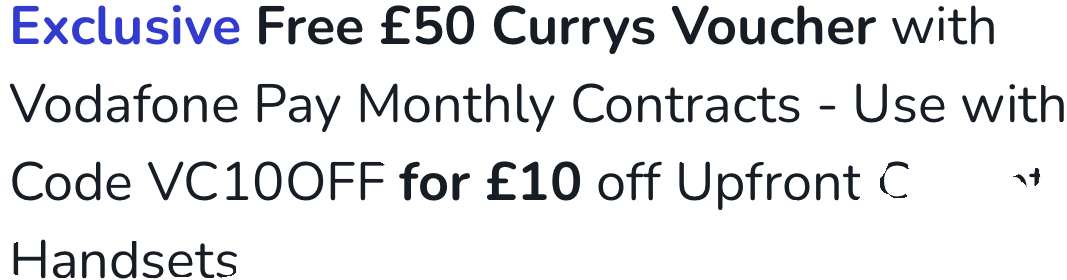 Exclusive Free £50 Currys Voucher with
Vodafone Pay Monthly Contracts - Use with
Code VC10OFF for £10 off Upfront
Handsets